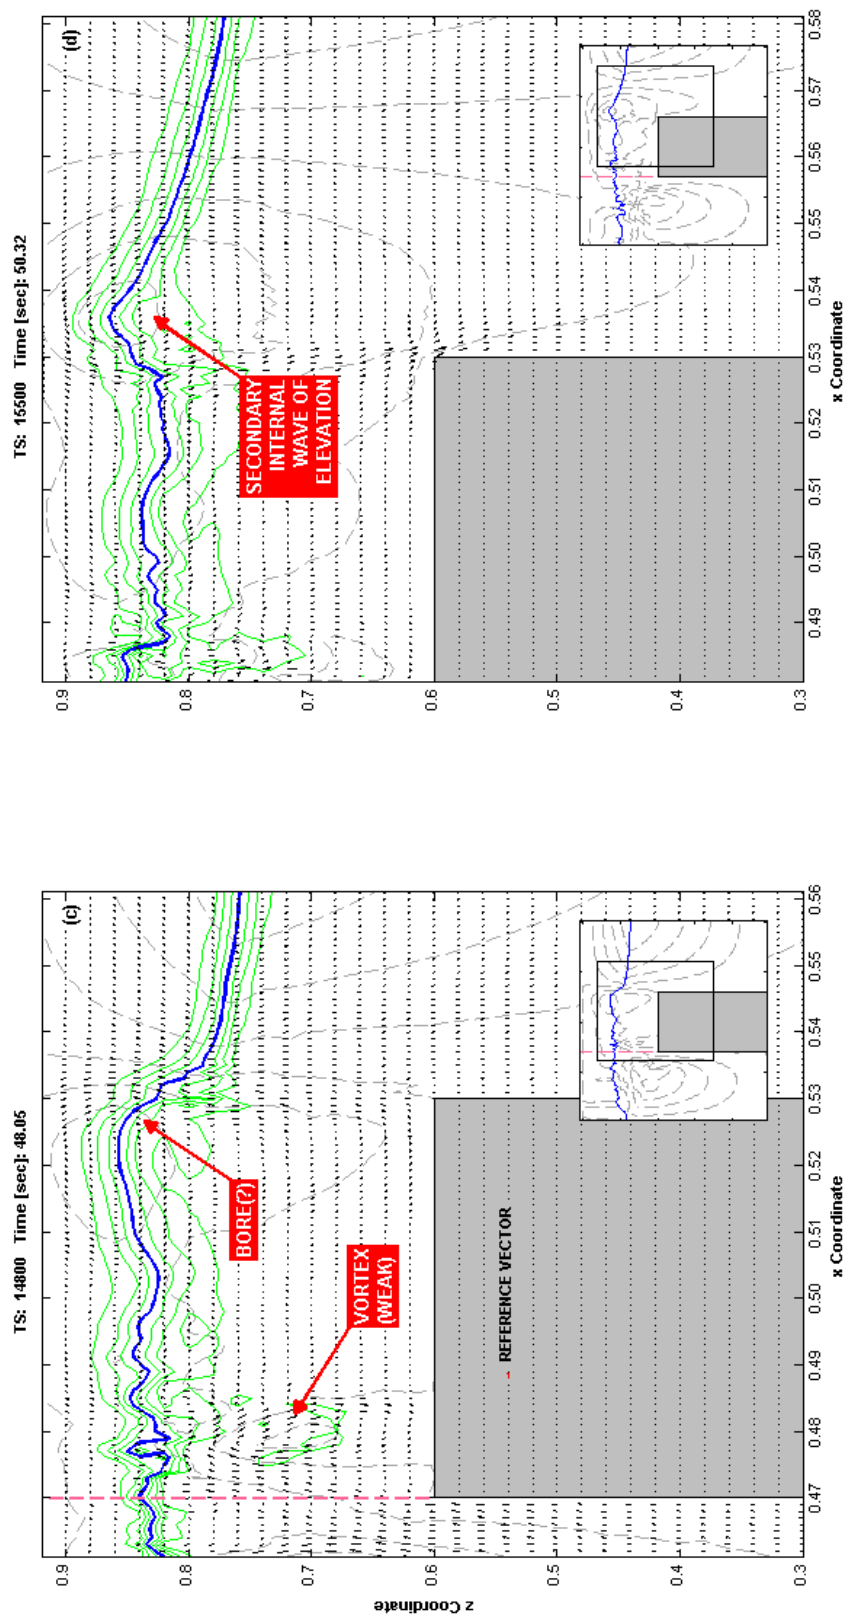 TS: 14800 Time [sec]: 48.05
(c)
0.9
0.8
0.7
0.6
0.5
0.4
0.3
z Coordinate
BORE(?)
VORTEX
(WEAK)
REFERENCE VECTOR
0.47
0.48
0.49
0.50
0.51
0.52
0.53
0.54
0.55
0.56
x Coordinate
TS: 15500 Time [sec]: 50.32
(d)
0.9
0.8
0.7
0.6
0.5
0.4
0.3
SECONDARY
INTERNAL
WAVE OF
ELEVATION
0.49
0.50
0.51
0.52
0.53
0.54
0.55
0.56
0.57
0.58
x Coordinate